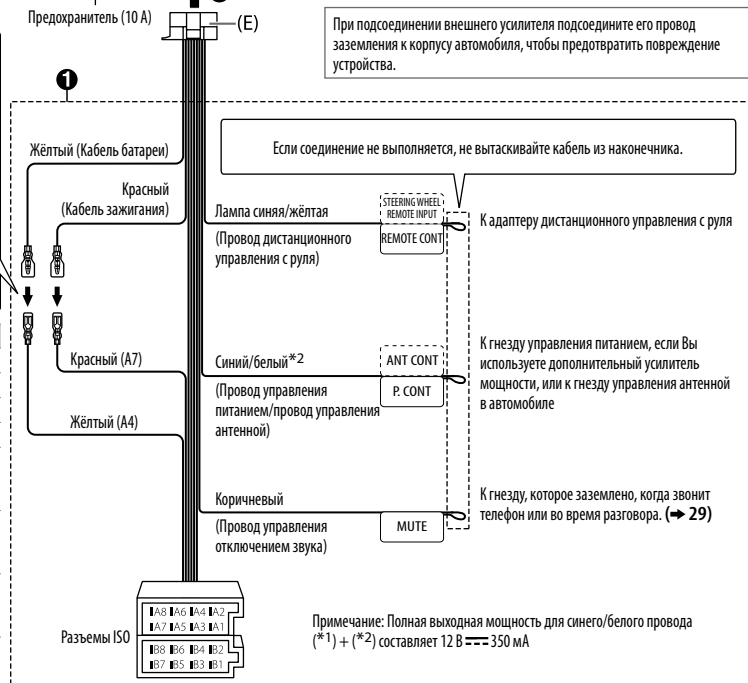 Предохранитель (10 А)
(E)
При подсоединении внешнего усилителя подсоедините его провод
заземления к корпусу автомобиля, чтобы предотвратить повреждение
устройства.
1
Жёлтый (Кабель батареи)
Если соединение не выполняется, не вытаскивайте кабель из наконечника.
Красный
(Кабель зажигания)
Лампа синяя/жёлтая
(Провод дистанционного
управления с руля)
STEERING WHEEL
REMOTE INPUT
REMOTE CONT
К адаптеру дистанционного управления с руля
Красный (A7)
Синий/белый*2
(Провод управления
питанием/провод управления
антенной)
ANT CONT
P. CONT
К гнезду управления питанием, если Вы
используете дополнительный усилитель
мощности, или к гнезду управления антенной
в автомобиле
Жёлтый (A4)
Коричневый
(Провод управления
отключением звука)
MUTE
К гнезду, которое заземлено, когда звонит
телефон или во время разговора. (➜ 29)
Разъемы ISO
A8 A6 A4 A2
A7 A5 A3 A1
B8 B6 B4 B2
B7 B5 B3 B1
Примечание: Полная выходная мощность для синего/белого провода
(*1) + (*2) составляет 12 В ⎓ 350 мА